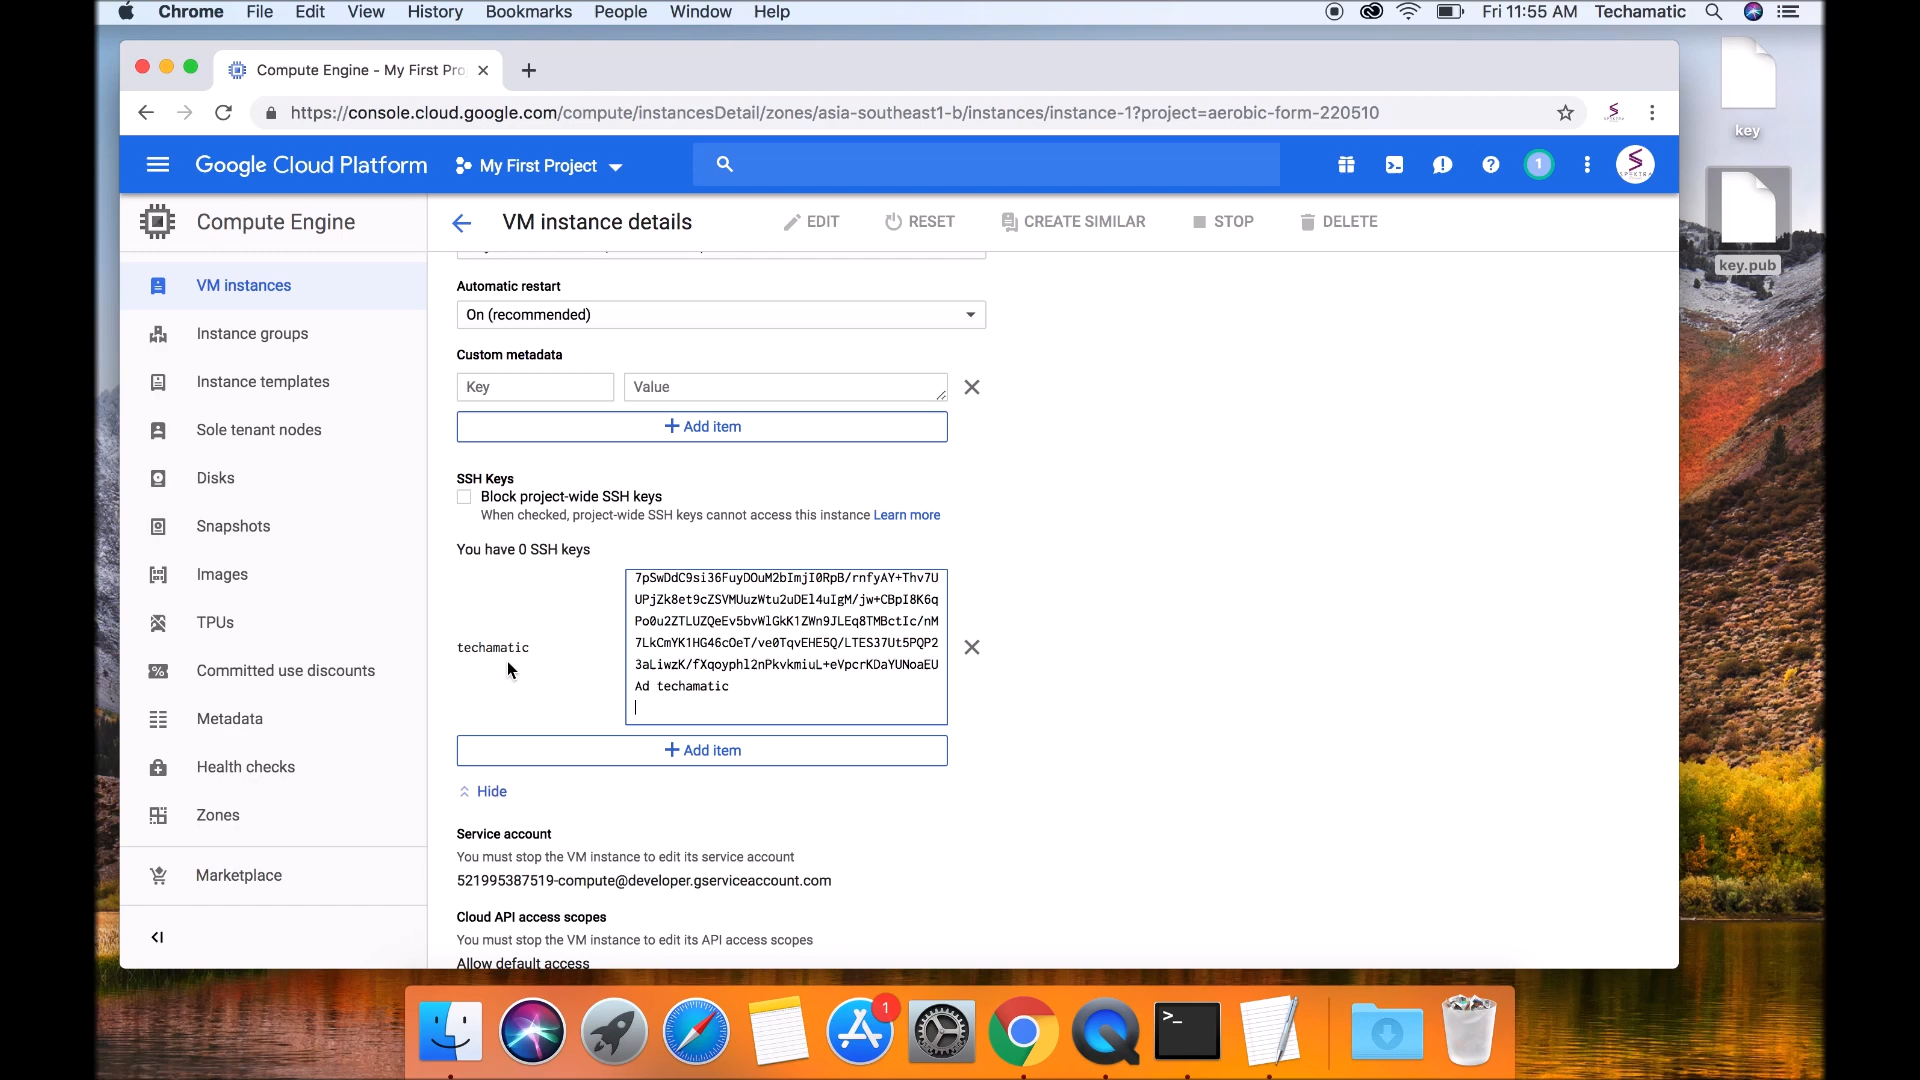 Chrome File Edit View History Bookmarks People Window Help
Fri 11:55 AM Techamatic
Compute Engine - My First Pro
https://console.cloud.google.com/compute/instancesDetail/zones/asia-southeast1-b/instances/instance-1?project=aerobic-form-220510
key
key.pub
Google Cloud Platform
My First Project
1
Compute Engine
VM instance details
EDIT
RESET
CREATE SIMILAR
STOP
DELETE
VM instances
Instance groups
Instance templates
Sole tenant nodes
Disks
Snapshots
Images
TPUs
Committed use discounts
Metadata
Health checks
Zones
Marketplace
Automatic restart
On (recommended)
Custom metadata
Key
Value
+ Add item
SSH Keys
Block project-wide SSH keys
When checked, project-wide SSH keys cannot access this instance Learn more
You have 0 SSH keys
techamatic
7pSwDdC9si36FuyDOuM2bImjI0RpB/rnfyAY+Thv7U
UPjZk8et9cZSVMUuzWtu2uDEl4uIgM/jw+CBpI8K6q
Po0u2ZTLUZQeEv5bvWlGkK1ZWn9JLEq8TMBctIc/nM
7LkCmYK1HG46cOeT/ve0TqvEHE5Q/LTES37Ut5PQP2
3aLiwzK/fXqoyphl2nPkvkmiuL+eVpcrKDaYUNoaEU
Ad techamatic
+ Add item
Hide
Service account
You must stop the VM instance to edit its service account
521995387519-compute@developer.gserviceaccount.com
Cloud API access scopes
You must stop the VM instance to edit its API access scopes
Allow default access
1